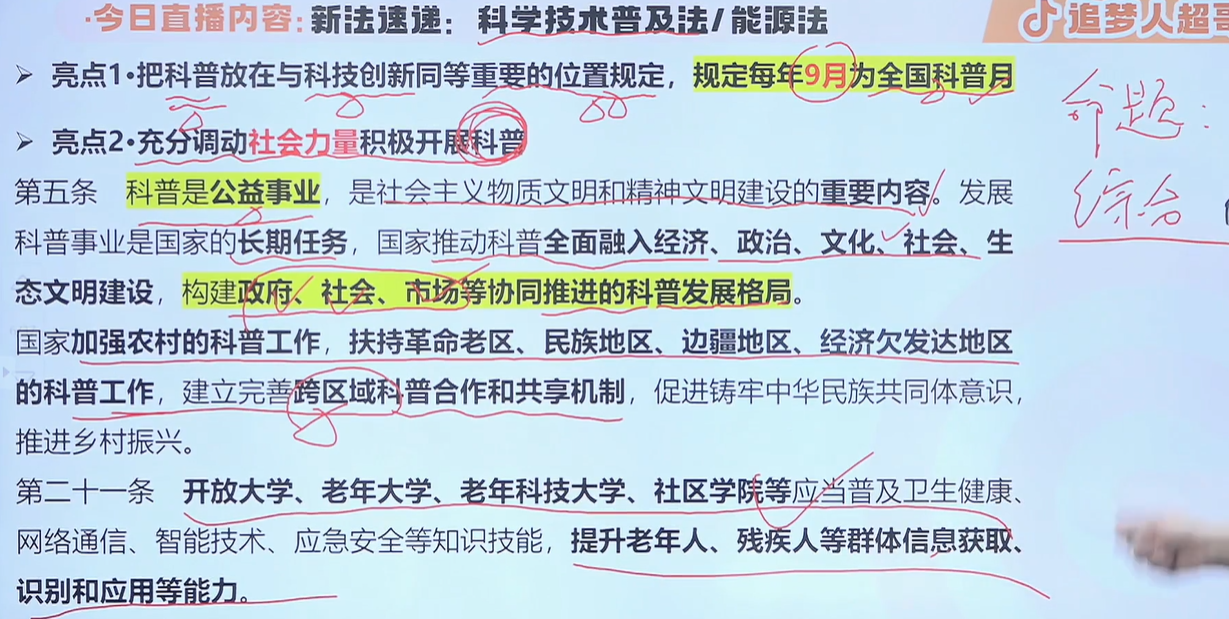 ·今日直播内容：新法速递：科学技术普及法/能源法
追梦人超哥
➢ 亮点1·把科普放在与科技创新同等重要的位置规定，规定每年9月为全国科普月
命题：
➢ 亮点2·充分调动社会力量积极开展科普
综合
第五条 科普是公益事业，是社会主义物质文明和精神文明建设的重要内容。发展
科普事业是国家的长期任务，国家推动科普全面融入经济、政治、文化、社会、生
态文明建设，构建政府、社会、市场等协同推进的科普发展格局。
国家加强农村的科普工作，扶持革命老区、民族地区、边疆地区、经济欠发达地区
的科普工作，建立完善跨区域科普合作和共享机制，促进铸牢中华民族共同体意识，
推进乡村振兴。
第二十一条 开放大学、老年大学、老年科技大学、社区学院等应当普及卫生健康、
网络通信、智能技术、应急安全等知识技能，提升老年人、残疾人等群体信息获取、
识别和应用等能力。